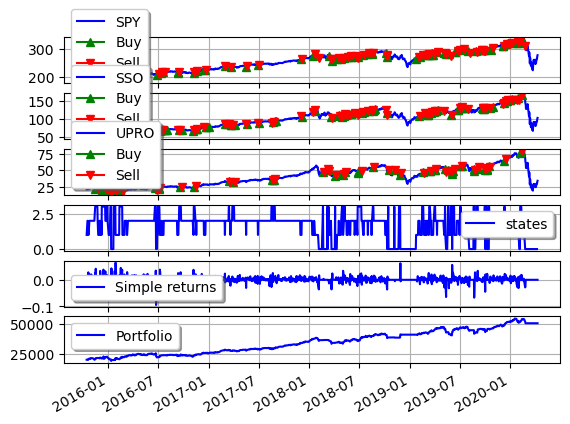 SPY
Buy
Sell
300
200
SSO
Buy
Sell
150
100
50
UPRO
Buy
Sell
75
50
25
states
2.5
0.0
Simple returns
0.0
−0.1
Portfolio
50000
25000
2016-01 2016-07 2017-01 2017-07 2018-01 2018-07 2019-01 2019-07 2020-01